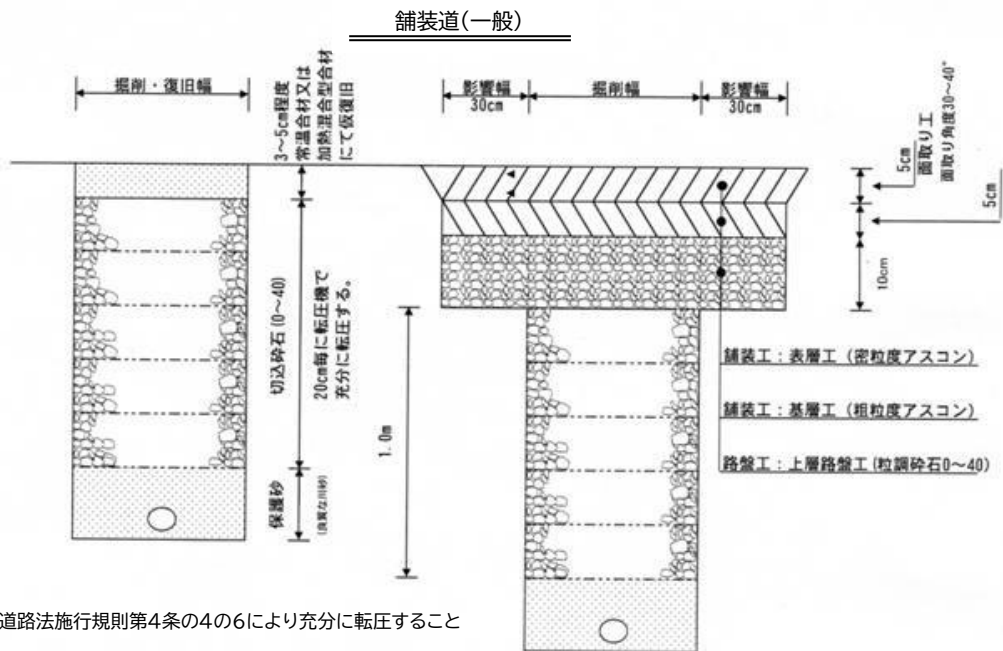 舗装道(一般)
掘削・復旧幅
3～5cm程度
常温合材又は
加熱混合型合材
にて仮復旧
切込砕石(0～40)
20cm毎に転圧機で
充分に転圧する。
保護砂
(良質な川砂)
影響幅
30cm
掘削幅
影響幅
30cm
5cm
面取り工
面取り角度30～40°
5cm
10cm
1.0m
舗装工：表層工（密粒度アスコン）
舗装工：基層工（粗粒度アスコン）
路盤工：上層路盤工(粒調砕石0～40)
道路法施行規則第4条の4の6により充分に転圧すること